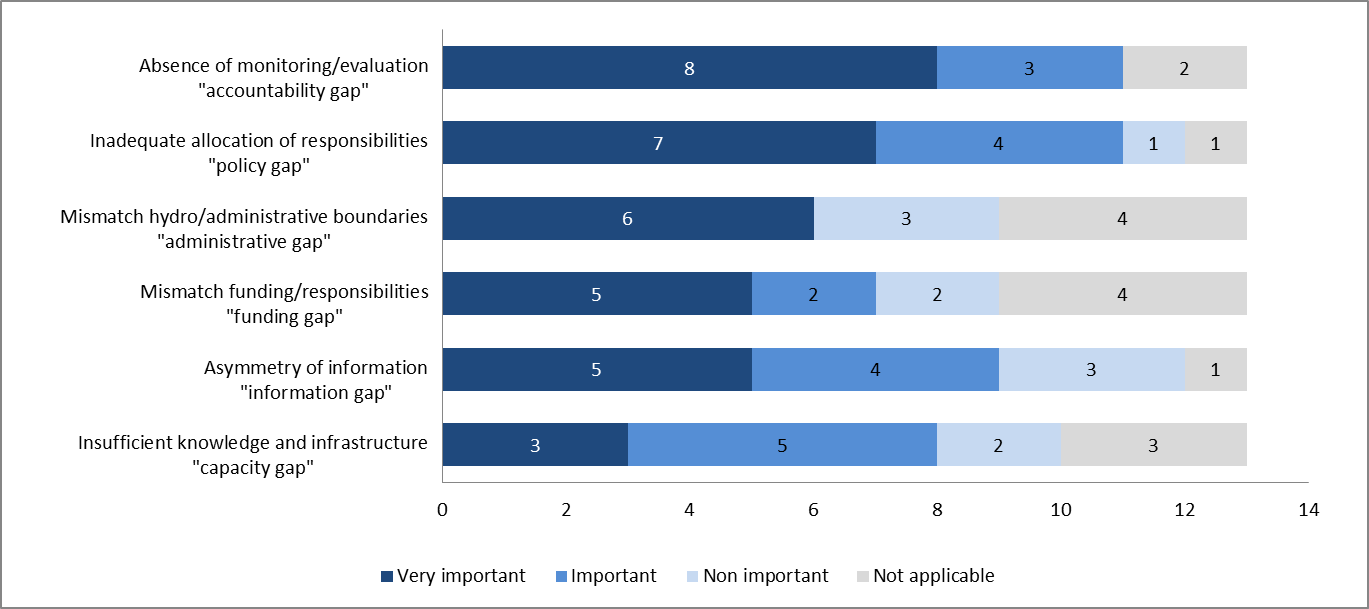 Absence of monitoring/evaluation
"accountability gap"
8 3 2
Inadequate allocation of responsibilities
"policy gap"
7 4 1 1
Mismatch hydro/administrative boundaries
"administrative gap"
6 3 4
Mismatch funding/responsibilities
"funding gap"
5 2 2 4
Asymmetry of information
"information gap"
5 4 3 1
Insufficient knowledge and infrastructure
"capacity gap"
3 5 2 3
0 2 4 6 8 10 12 14
Very important Important Non important Not applicable